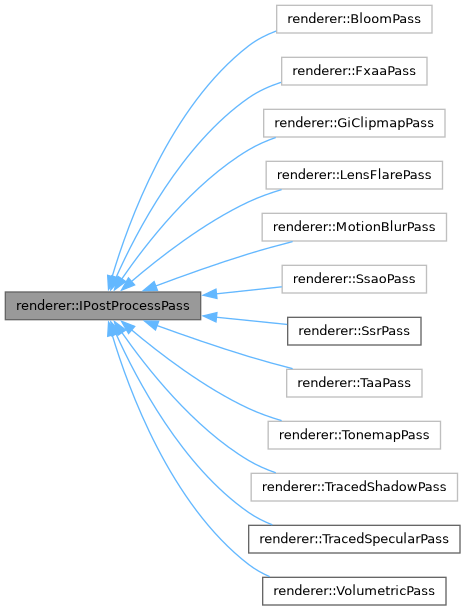 renderer::BloomPass
renderer::FxaaPass
renderer::GiClipmapPass
renderer::LensFlarePass
renderer::MotionBlurPass
renderer::SsaoPass
renderer::IPostProcessPass
renderer::SsrPass
renderer::TaaPass
renderer::TonemapPass
renderer::TracedShadowPass
renderer::TracedSpecularPass
renderer::VolumetricPass